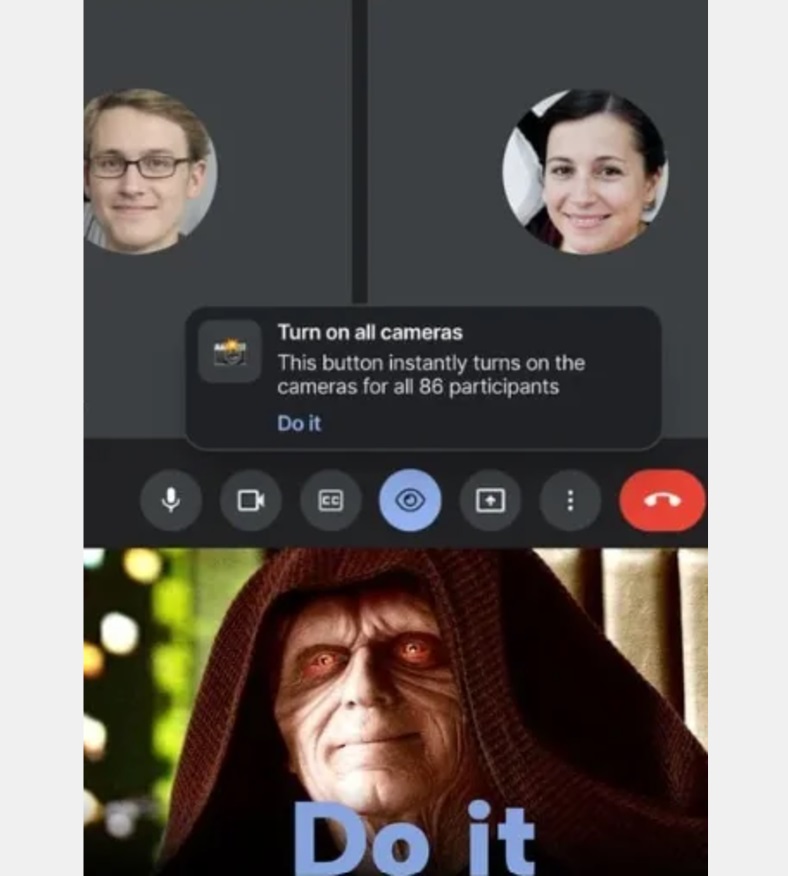 Turn on all cameras
This button instantly turns on the
cameras for all 86 participants
Do it
CC
Do it